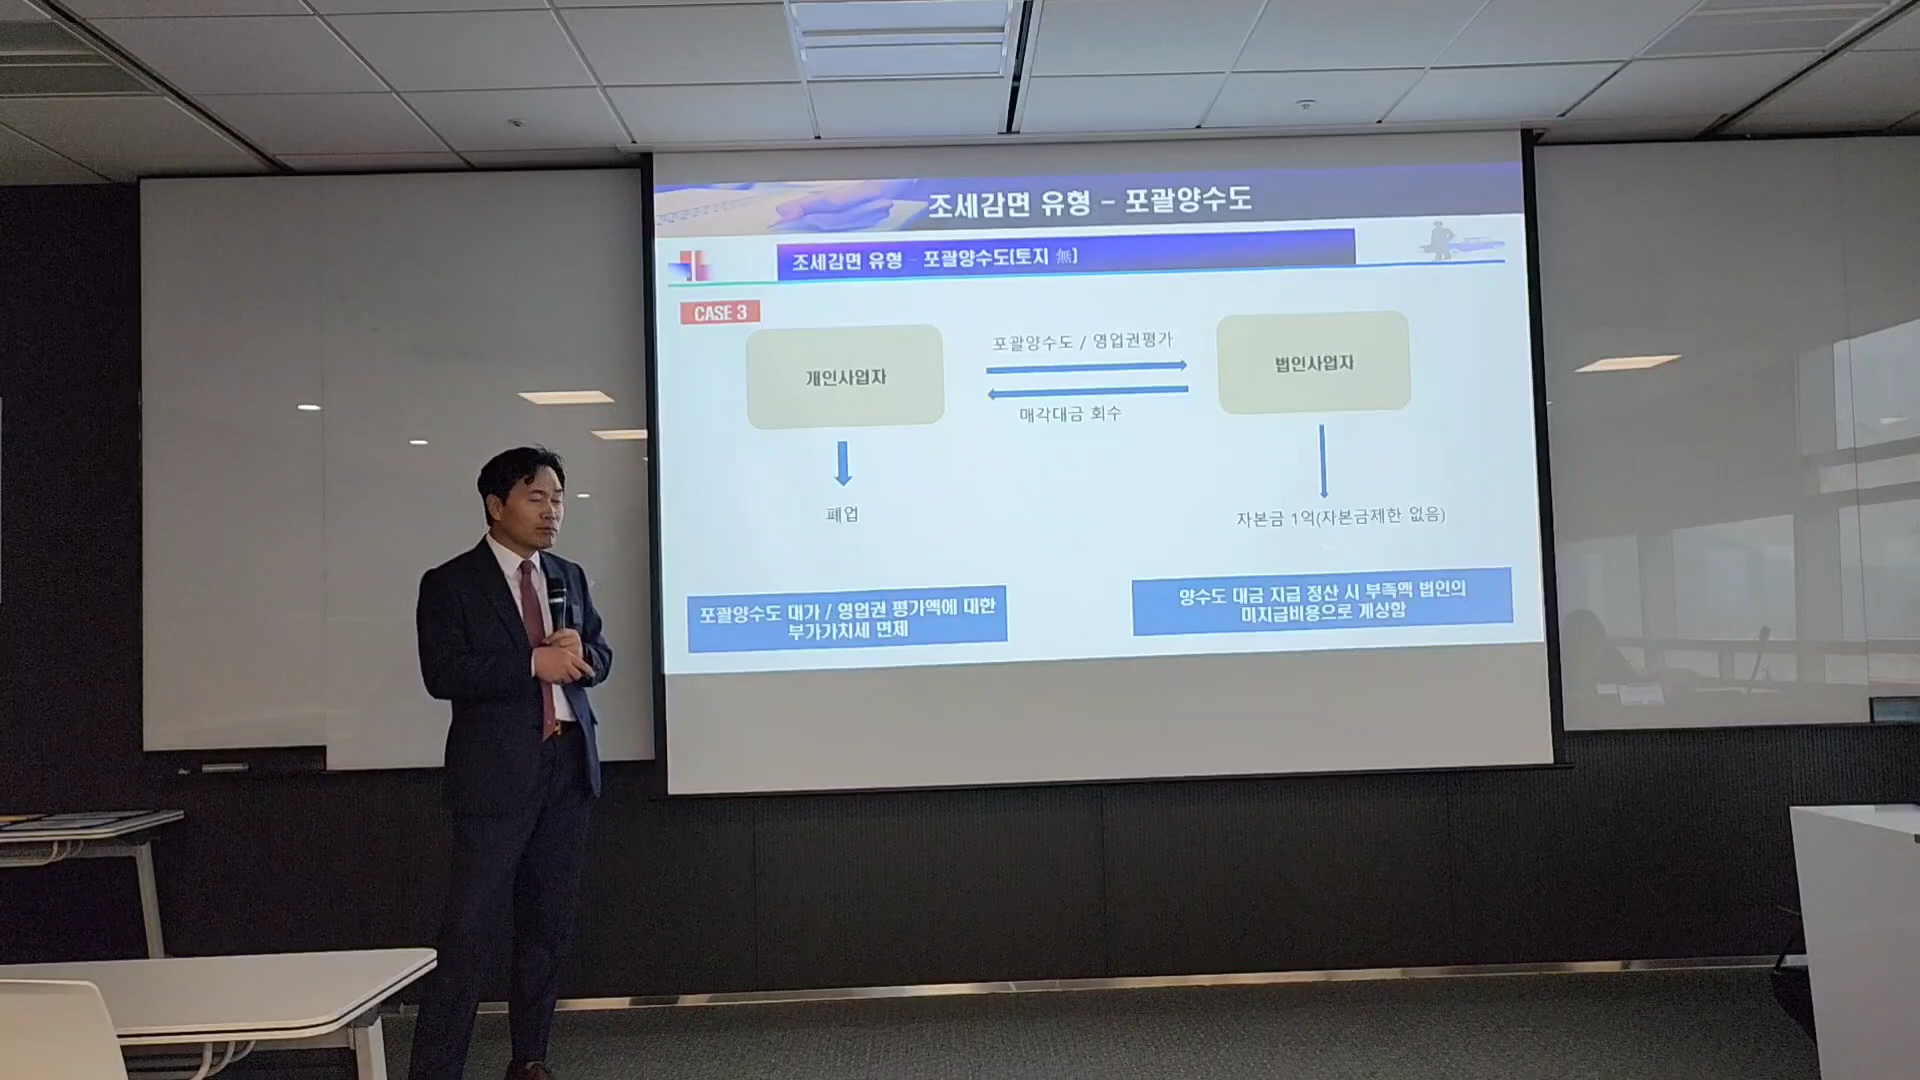 조세감면 유형 - 포괄양수도
조세감면 유형 - 포괄양수도(토지 無)
CASE 3
개인사업자
포괄양수도 / 영업권평가
매각대금 회수
법인사업자
폐업
자본금 1억(자본금제한 없음)
포괄양수도 대가 / 영업권 평가액에 대한
부가가치세 면제
양수도 대금 지급 정산 시 부족액 법인의
미지급비용으로 계상함